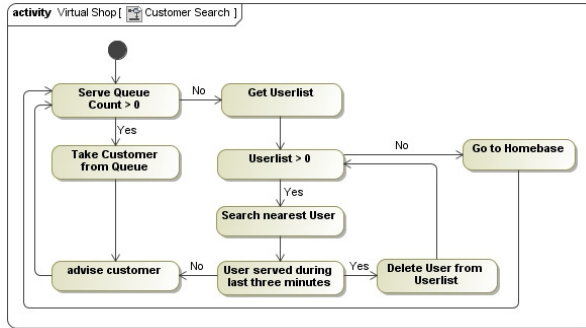 activity Virtual Shop [ Customer Search ]
Serve Queue
Count > 0
No
Get Userlist
Yes
Take Customer
from Queue
Userlist > 0
No
Go to Homebase
Yes
Search nearest User
advise customer
No
User served during
last three minutes
Yes
Delete User from
Userlist